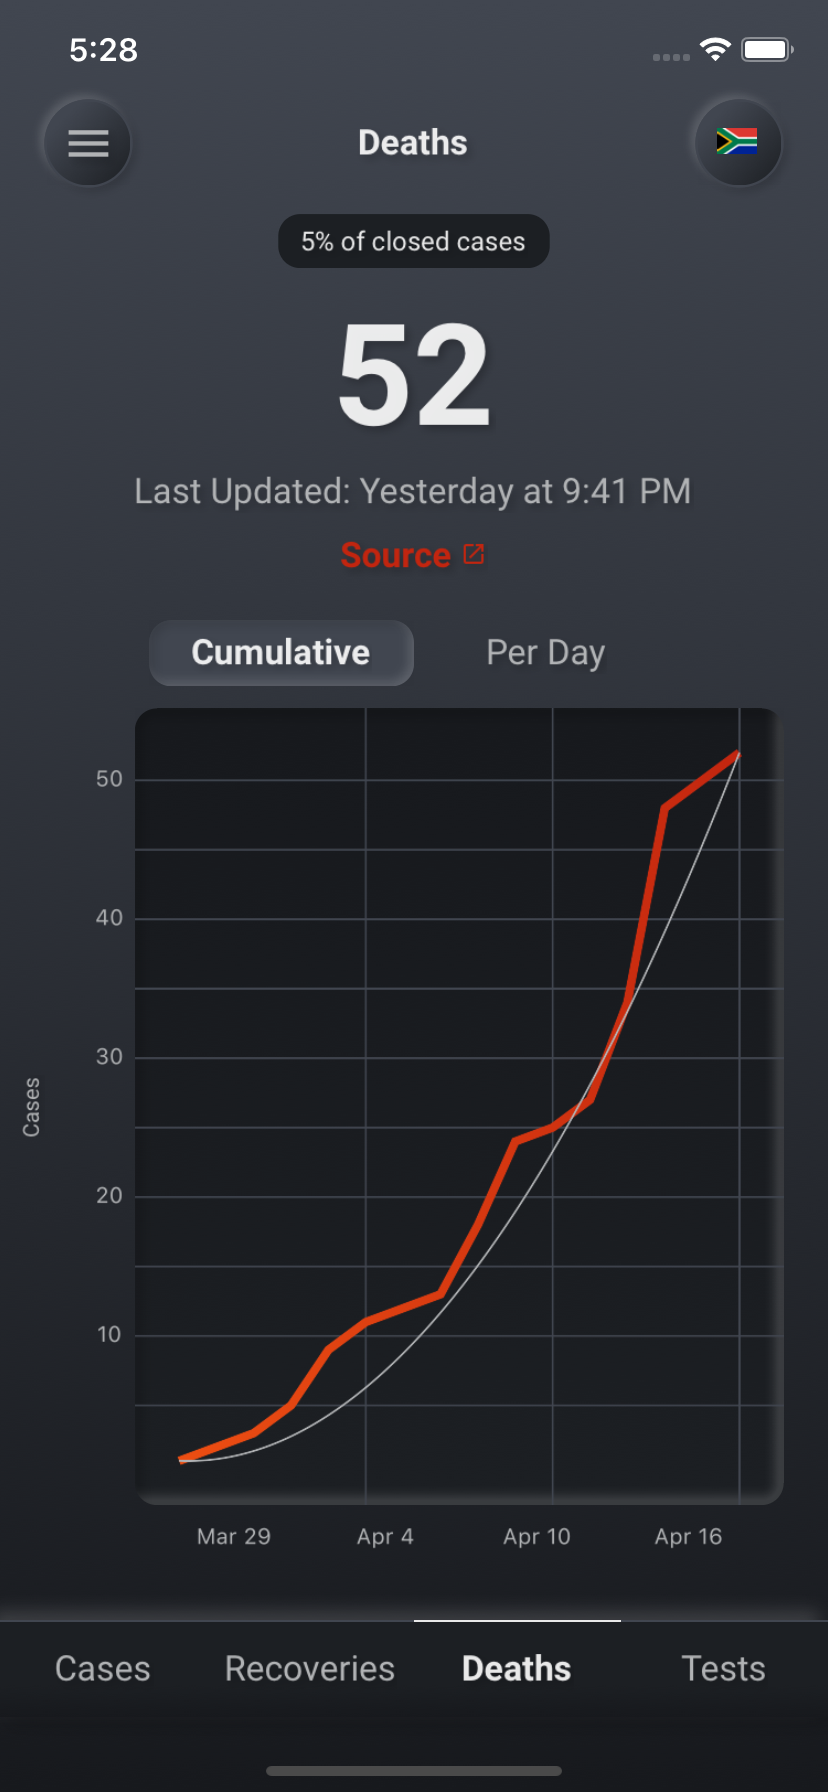 5:28
Deaths
5% of closed cases
52
Last Updated: Yesterday at 9:41 PM
Source
Cumulative
Per Day
50
40
30
20
10
Cases
Mar 29
Apr 4
Apr 10
Apr 16
Cases
Recoveries
Deaths
Tests